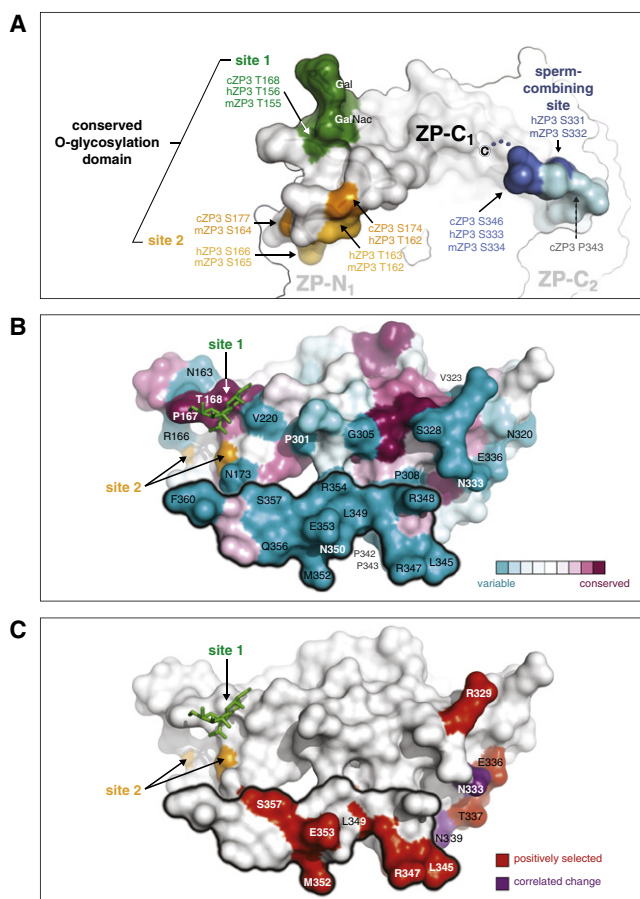 A
site 1
cZP3 T168
hZP3 T156
mZP3 T155
Gal
GalNac
conserved
O-glycosylation
domain
ZP-C1
C
sperm-
combining
site
hZP3 S331
mZP3 S332
cZP3 S177
mZP3 S164
site 2
hZP3 S166
mZP3 S165
cZP3 S174
hZP3 T162
hZP3 T163
mZP3 T162
ZP-N1
cZP3 S346
hZP3 S333
mZP3 S334
cZP3 P343
ZP-C2
B
site 1
N163
T168
P167
R166
V220
P301
G305
V323
S328
N320
E336
N333
site 2
N173
P308
R354
R348
F360
S357
L349
E353
Q356
N350
P342
P343
M352
R347
L345
variable
conserved
C
site 1
R329
E336
N333
site 2
S357
E353
L349
T337
N339
M352
R347
L345
positively selected
correlated change